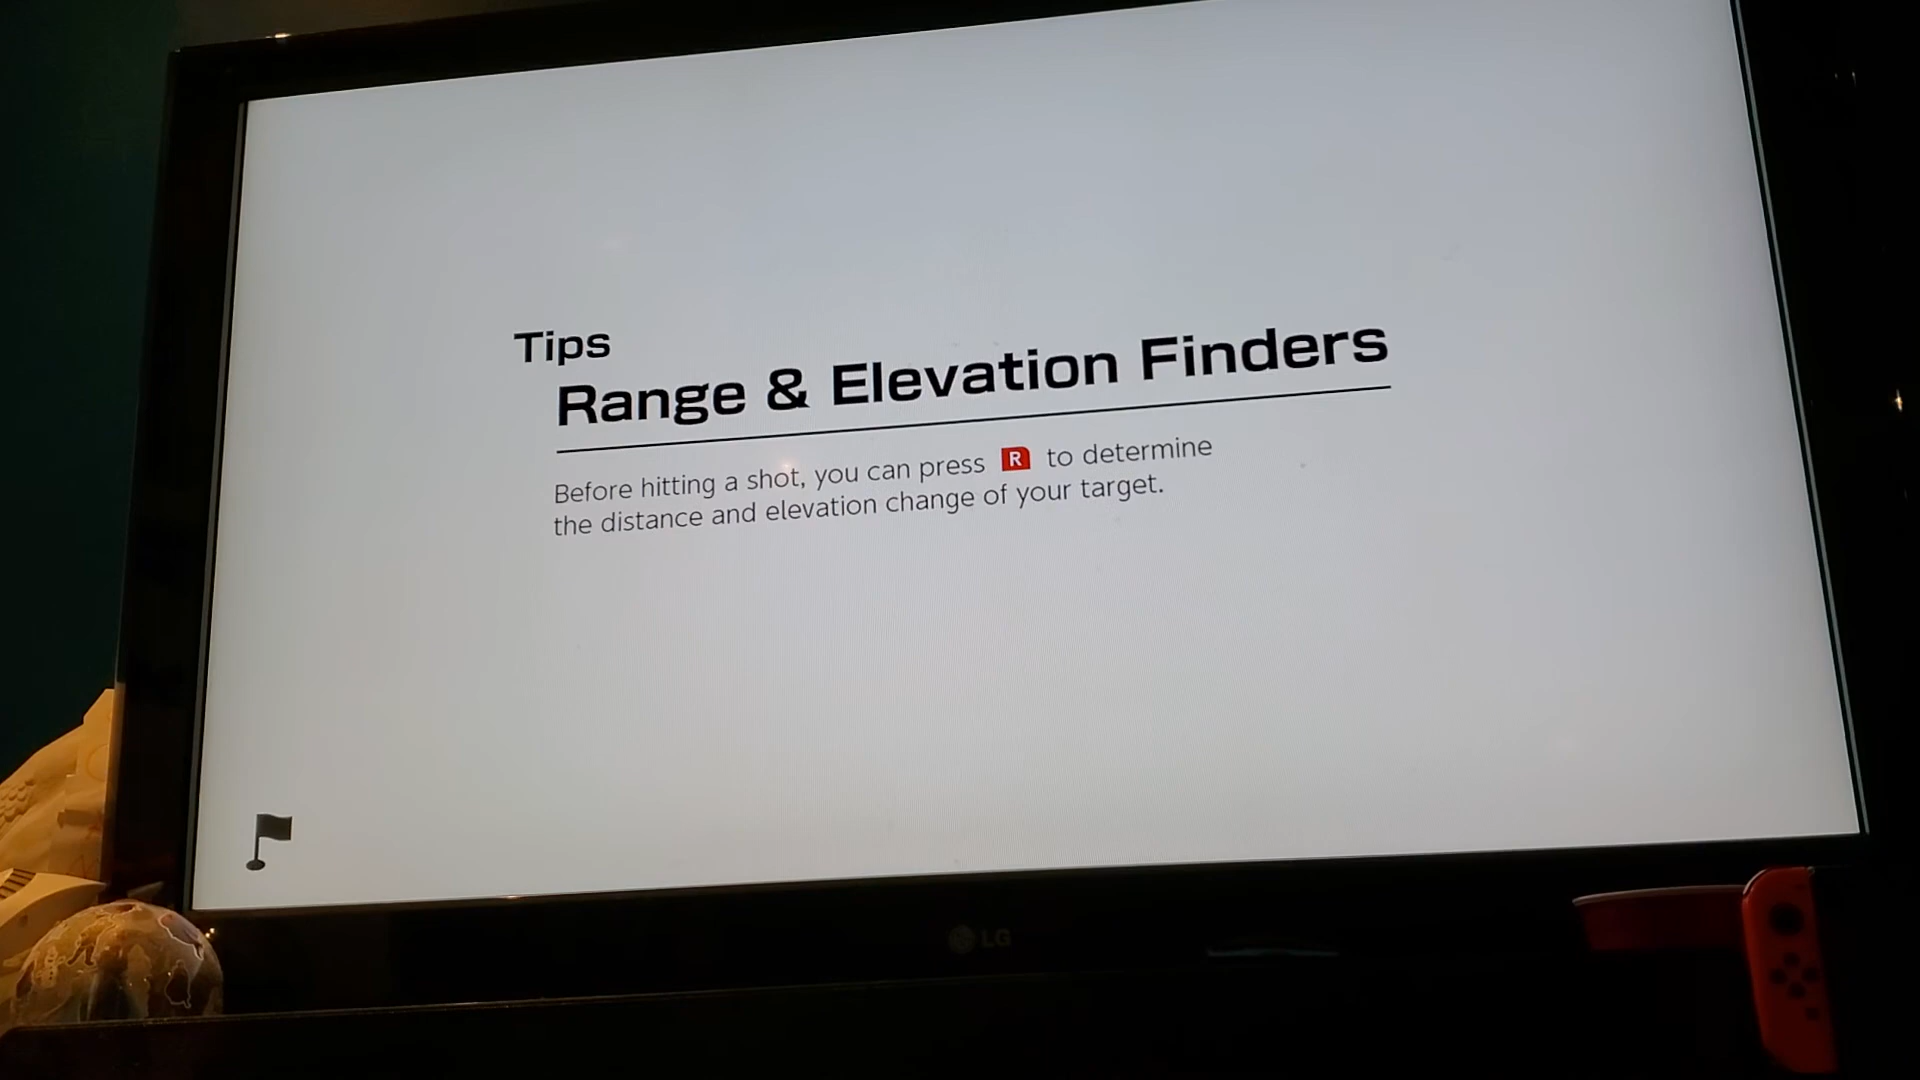 Tips
Range & Elevation Finders
Before hitting a shot, you can press R to determine
the distance and elevation change of your target.
LG